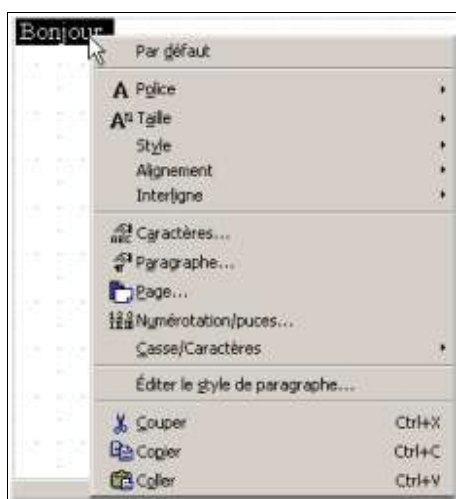 Bonjour
Par défaut
Police
Taille
Style
Alignement
Interligne
Caractères...
Paragraphe...
Page...
Numérotation/puces...
Casse/Caractères
Éditer le style de paragraphe...
Couper Ctrl+X
Copier Ctrl+C
Coller Ctrl+V